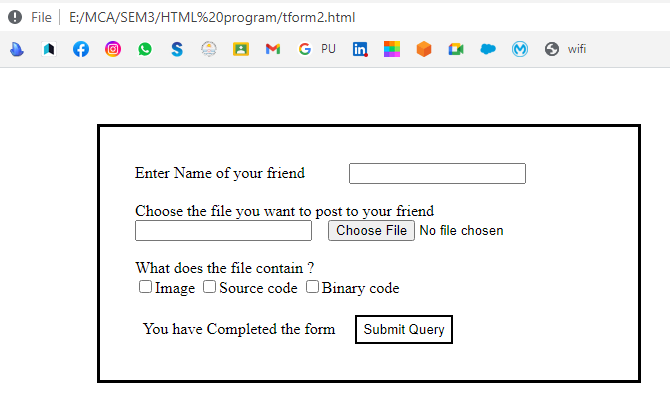 File E:/MCA/SEM3/HTML%20program/tform2.html
PU wifi
Enter Name of your friend
Choose the file you want to post to your friend
Choose File No file chosen
What does the file contain ?
Image Source code Binary code
You have Completed the form Submit Query